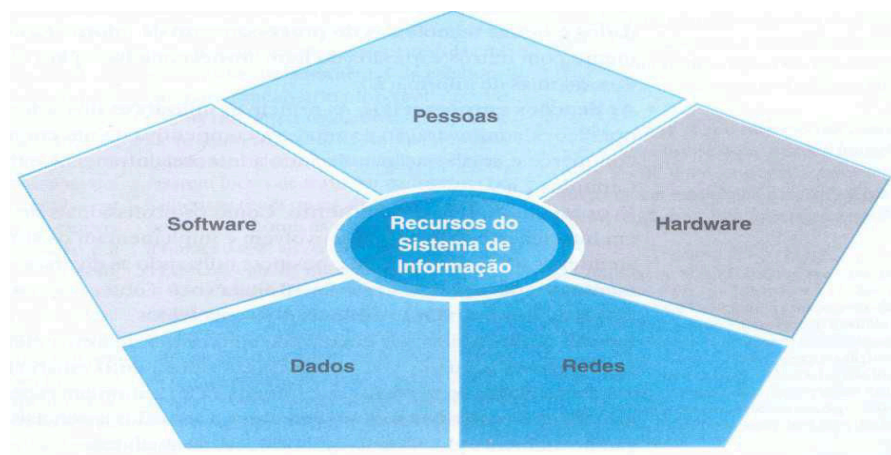 Pessoas
Software
Recursos do
Sistema de
Informação
Hardware
Dados
Redes